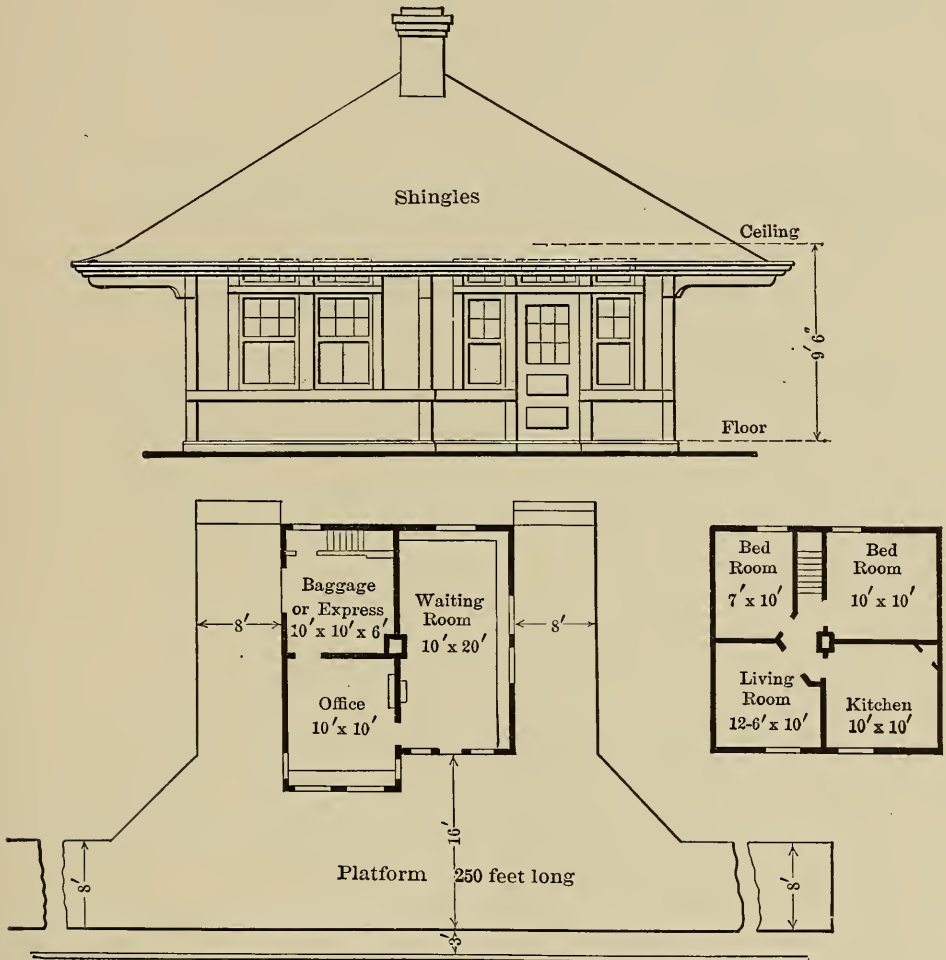 Shingles
Ceiling
9' 6"
Floor
Baggage
or Express
10' x 10' x 6'
Waiting
Room
10' x 20'
8'
8'
Office
10' x 10'
Bed
Room
7' x 10'
Bed
Room
10' x 10'
Living
Room
12-6' x 10'
Kitchen
10' x 10'
16'
8'
Platform 250 feet long
8'
3'